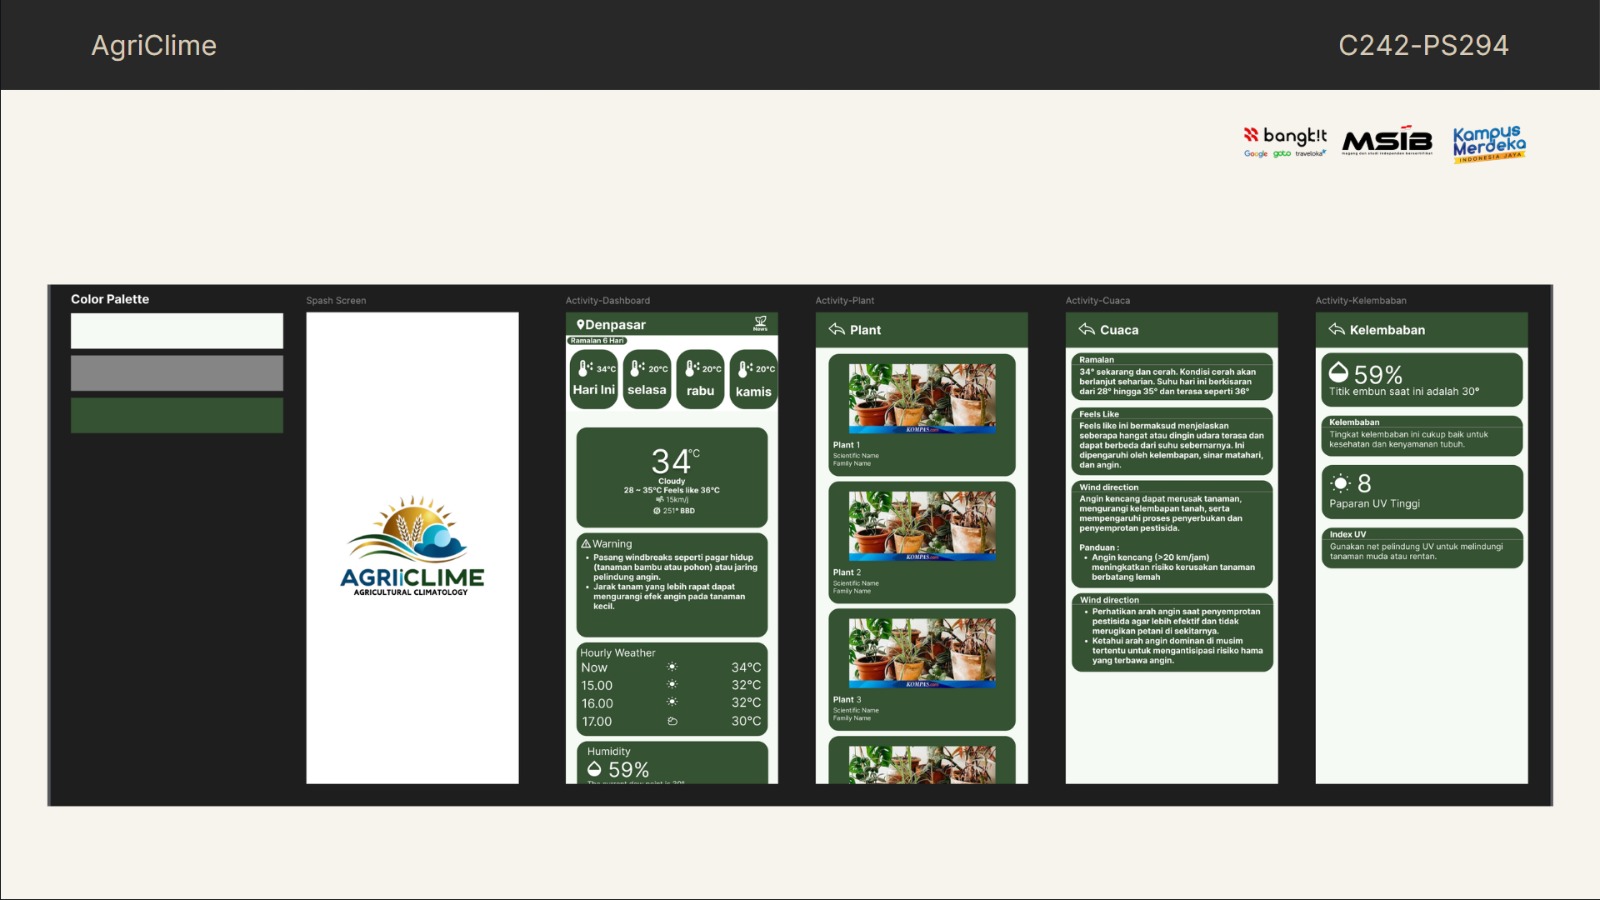 AgriClime
C242-PS294
bangk!t
Google goto traveloka
MSIB
Kampus
Merdeka
INDONESIA JAYA
Color Palette
Spash Screen
AGRIiCLIME
AGRICULTURAL CLIMATOLOGY
Activity-Dashboard
Denpasar
News
Ramalan 6 Hari
34°C
Hari Ini
20°C
selasa
20°C
rabu
20°C
kamis
34°C
Cloudy
28 ~ 35°C Feels like 36°C
15km/j
251° BBD
Warning
• Pasang windbreaks seperti pagar hidup
(tanaman bambu atau pohon) atau jaring
pelindung angin.
• Jarak tanam yang lebih rapat dapat
mengurangi efek angin pada tanaman
kecil.
Hourly Weather
Now 34°C
15.00 32°C
16.00 32°C
17.00 30°C
Humidity
59%
Activity-Plant
Plant
KOMPAS.com
Plant 1
Scientific Name
Family Name
KOMPAS.com
Plant 2
Scientific Name
Family Name
KOMPAS.com
Plant 3
Scientific Name
Family Name
Activity-Cuaca
Cuaca
Ramalan
34° sekarang dan cerah. Kondisi cerah akan
berlanjut seharian. Suhu hari ini berkisaran
dari 28° hingga 35° dan terasa seperti 36°
Feels Like
Feels like ini bermaksud menjelaskan
seberapa hangat atau dingin udara terasa dan
dapat berbeda dari suhu sebernarnya. Ini
dipengaruhi oleh kelembapan, sinar matahari,
dan angin.
Wind direction
Angin kencang dapat merusak tanaman,
mengurangi kelembapan tanah, serta
mempengaruhi proses penyerbukan dan
penyemprotan pestisida.
Panduan :
• Angin kencang (>20 km/jam)
meningkatkan risiko kerusakan tanaman
berbatang lemah
Wind direction
• Perhatikan arah angin saat penyemprotan
pestisida agar lebih efektif dan tidak
merugikan petani di sekitarnya.
• Ketahui arah angin dominan di musim
tertentu untuk mengantisipasi risiko hama
yang terbawa angin.
Activity-Kelembaban
Kelembaban
59%
Titik embun saat ini adalah 30°
Kelembaban
Tingkat kelembaban ini cukup baik untuk
kesehatan dan kenyamanan tubuh.
8
Paparan UV Tinggi
Index UV
Gunakan net pelindung UV untuk melindungi
tanaman muda atau rentan.